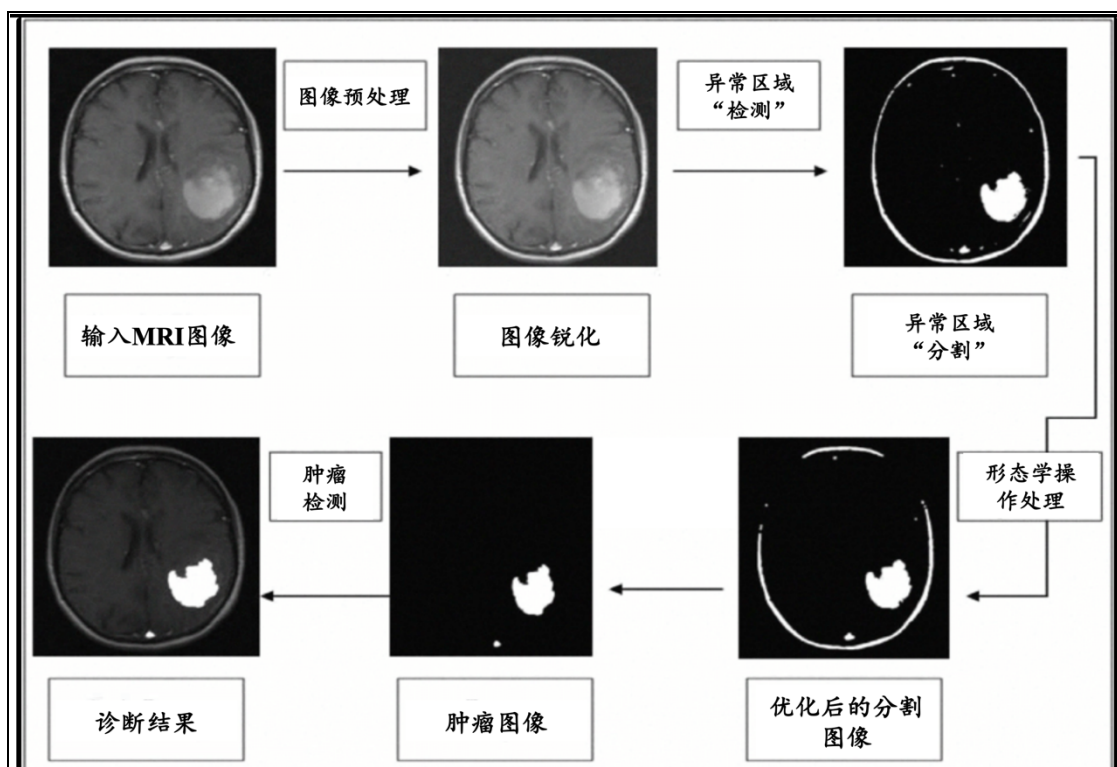 图像预处理
异常区域
“检测”
输入MRI图像
图像锐化
异常区域
“分割”
形态学操
作处理
肿瘤
检测
诊断结果
肿瘤图像
优化后的分割
图像